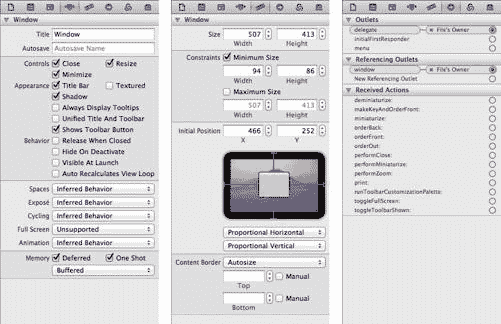 Window
Title Window
Autosave Autosave Name
Controls Close Resize
Minimize
Appearance Title Bar Textured
Shadow
Always Display Tooltips
Unified Title And Toolbar
Shows Toolbar Button
Behavior Release When Closed
Hide On Deactivate
Visible At Launch
Auto Recalculates View Loop
Spaces Inferred Behavior
Exposé Inferred Behavior
Cycling Inferred Behavior
Full Screen Unsupported
Animation Inferred Behavior
Memory Deferred One Shot
Buffered
Window
Size 507 413
Width Height
Constraints Minimum Size
94 86
Width Height
Maximum Size
507 413
Width Height
Initial Position 466 252
X Y
Proportional Horizontal
Proportional Vertical
Content Border Autosize
Manual
Top
Manual
Bottom
Outlets
delegate File's Owner
initialFirstResponder
menu
Referencing Outlets
window File's Owner
New Referencing Outlet
Received Actions
deminiaturize:
makeKeyAndOrderFront:
miniaturize:
orderBack:
orderFront:
orderOut:
performClose:
performMiniaturize:
performZoom:
print:
runToolbarCustomizationPalette:
toggleFullScreen:
toggleToolbarShown: